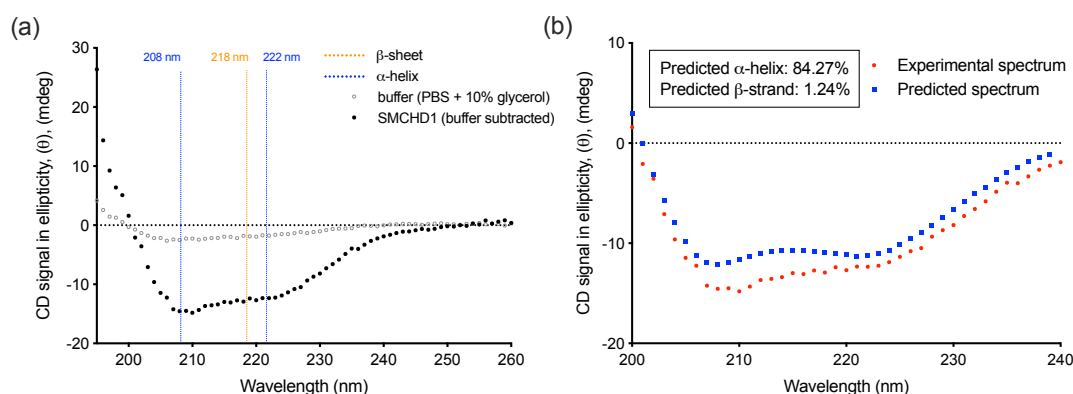 (a)
208 nm
218 nm
222 nm
β-sheet
α-helix
buffer (PBS + 10% glycerol)
SMCHD1 (buffer subtracted)
CD signal in ellipticity, (θ), (mdeg)
30
20
10
0
-10
-20
200
210
220
230
240
250
260
Wavelength (nm)
(b)
Predicted α-helix: 84.27%
Predicted β-strand: 1.24%
Experimental spectrum
Predicted spectrum
CD signal in ellipticity, (θ), (mdeg)
10
0
-10
-20
200
210
220
230
240
Wavelength (nm)